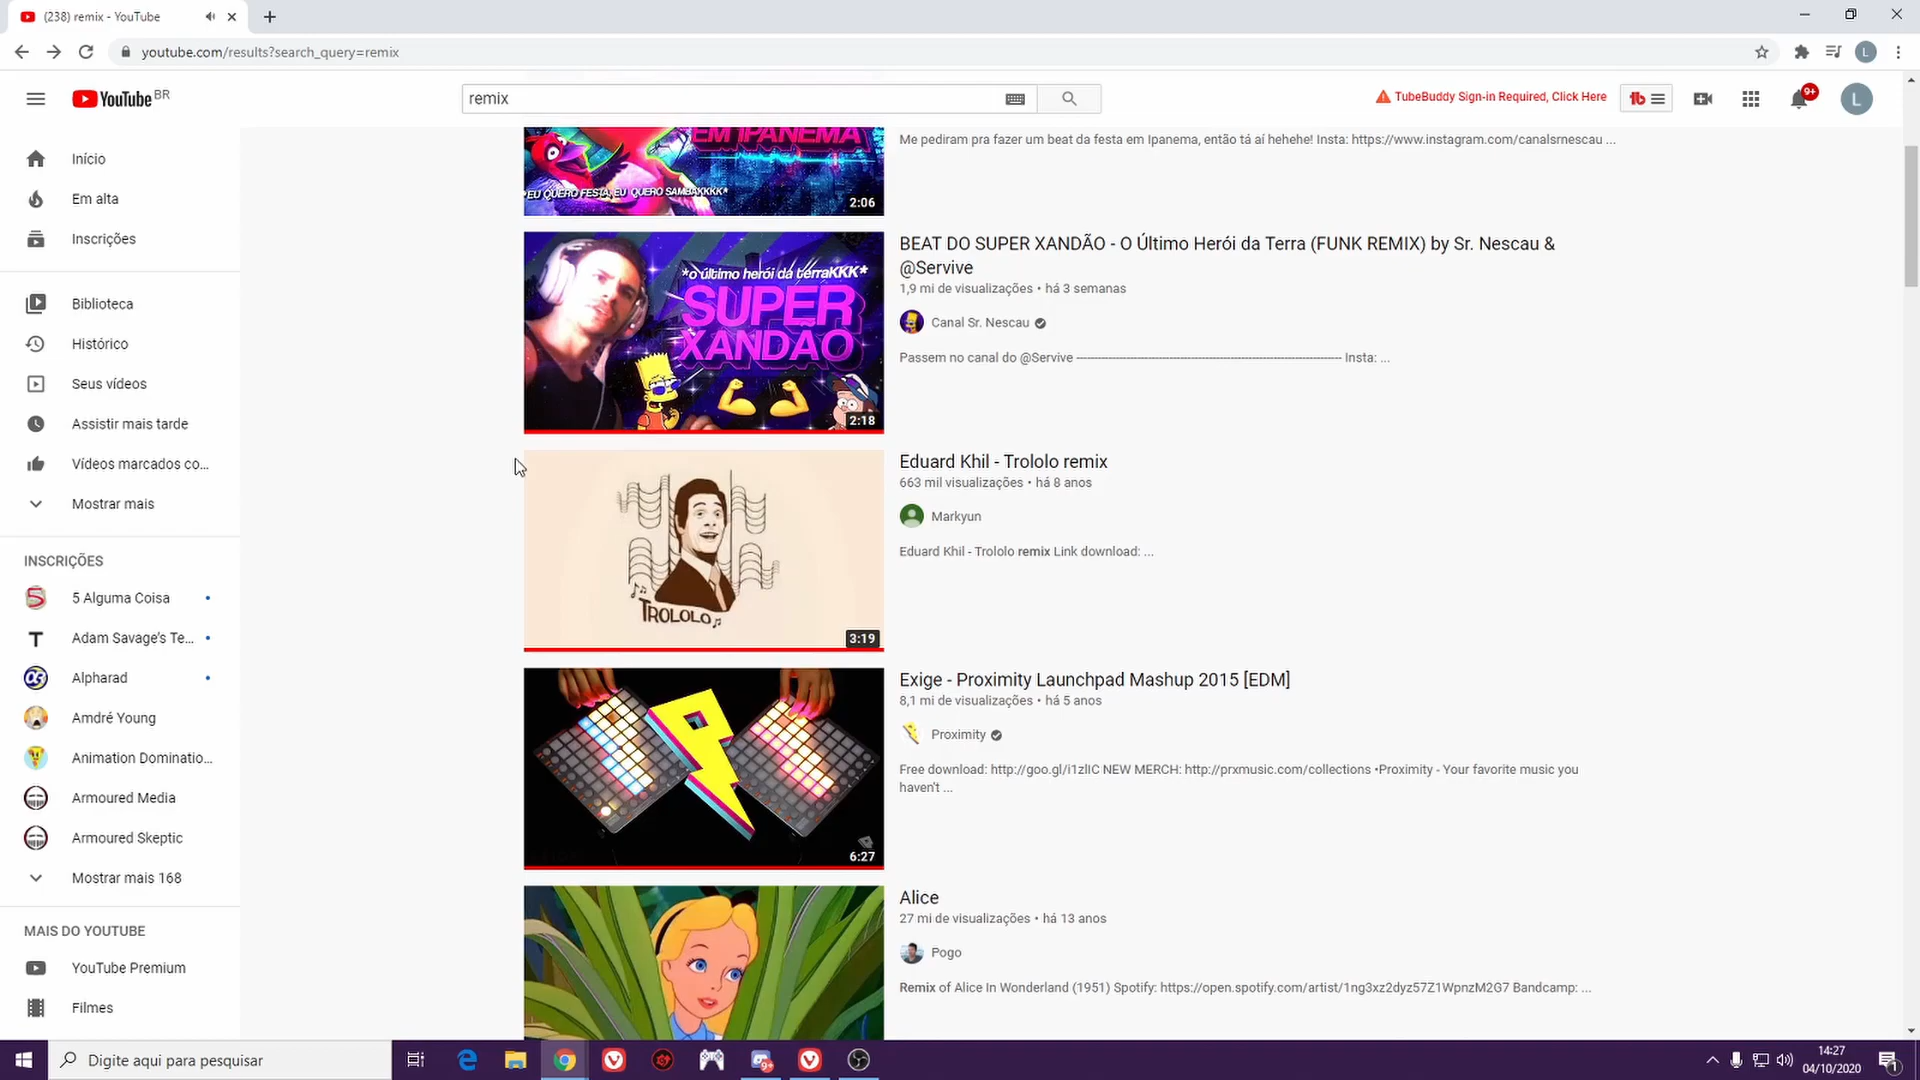 (238) remix - YouTube
youtube.com/results?search_query=remix
L
YouTube BR
remix
TubeBuddy Sign-in Required, Click Here
tb
9+
L
Início
Em alta
Inscrições
Biblioteca
Histórico
Seus vídeos
Assistir mais tarde
Vídeos marcados co...
Mostrar mais
INSCRIÇÕES
5 Alguma Coisa
Adam Savage's Te...
Alpharad
Amdré Young
Animation Dominatio...
Armoured Media
Armoured Skeptic
Mostrar mais 168
MAIS DO YOUTUBE
YouTube Premium
Filmes
EM IPANEMA
*EU QUERO FESTA, EU QUERO SAMBAKKKK*
2:06
Me pediram pra fazer um beat da festa em Ipanema, então tá aí hehehe! Insta: https://www.instagram.com/canalsrnescau ...
*o último herói da terraKKK*
SUPER
XANDÃO
2:18
BEAT DO SUPER XANDÃO - O Último Herói da Terra (FUNK REMIX) by Sr. Nescau &
@Servive
1,9 mi de visualizações • há 3 semanas
Canal Sr. Nescau
Passem no canal do @Servive ---------------------------------------------------------------- Insta: ...
TROLOLO
3:19
Eduard Khil - Trololo remix
663 mil visualizações • há 8 anos
Markyun
Eduard Khil - Trololo remix Link download: ...
6:27
Exige - Proximity Launchpad Mashup 2015 [EDM]
8,1 mi de visualizações • há 5 anos
Proximity
Free download: http://goo.gl/i1zlIC NEW MERCH: http://prxmusic.com/collections •Proximity - Your favorite music you
haven't ...
Alice
27 mi de visualizações • há 13 anos
Pogo
Remix of Alice In Wonderland (1951) Spotify: https://open.spotify.com/artist/1ng3xz2dyz57Z1WpnzM2G7 Bandcamp: ...
Digite aqui para pesquisar
9+
14:27
04/10/2020
1